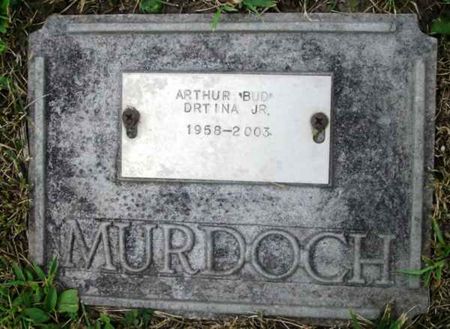 ARTHUR "BUD"
DRTINA JR.
1958-2003
MURDOCH